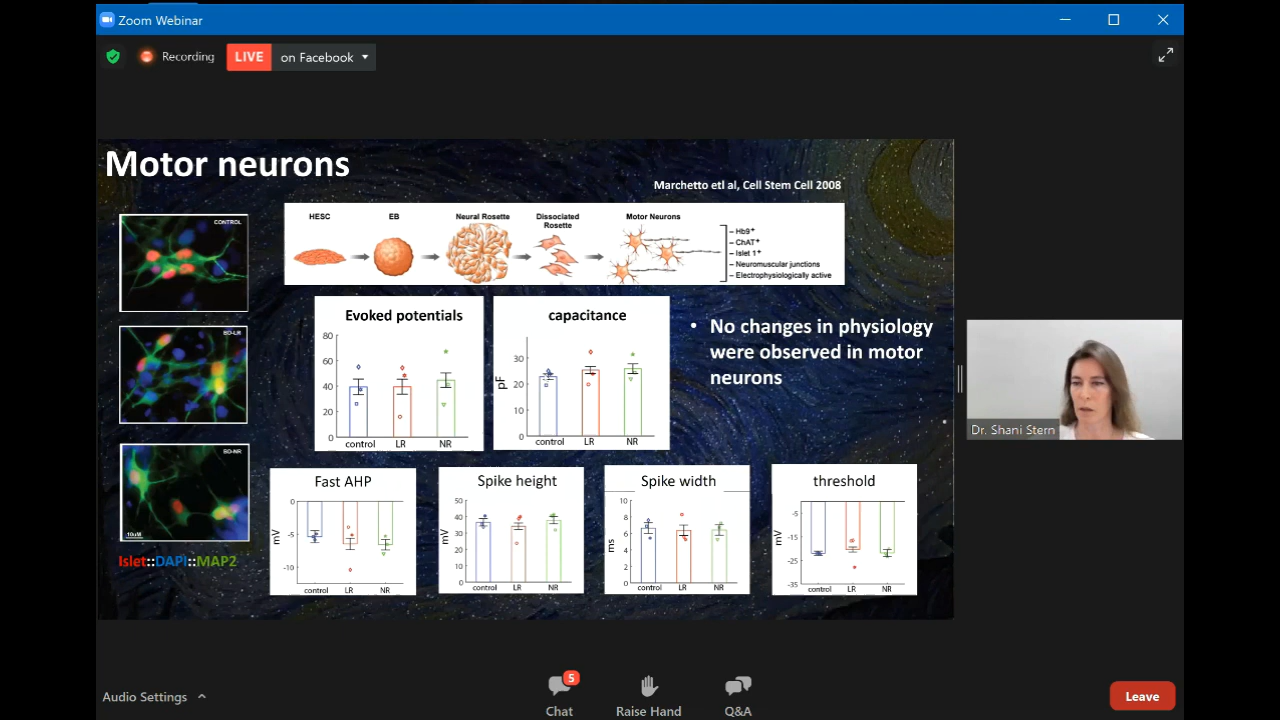 Zoom Webinar
Recording
LIVE
on Facebook
Motor neurons
Marchetto etl al, Cell Stem Cell 2008
HESC
EB
Neural Rosette
Dissociated
Rosette
Motor Neurons
– Hb9+
– ChAT+
– Islet 1+
– Neuromuscular junctions
– Electrophysiologically active
CONTROL
BD-LR
BD-NR
10uM
Islet::DAPI::MAP2
Evoked potentials
80
60
40
20
0
control LR NR
capacitance
pF
30
20
10
0
control LR NR
• No changes in physiology
were observed in motor
neurons
Fast AHP
mV
0
-5
-10
control LR NR
Spike height
mV
50
40
30
20
10
0
control LR NR
Spike width
ms
10
8
6
4
2
0
control LR NR
threshold
mV
-5
-15
-25
-35
control LR NR
Dr. Shani Stern
Audio Settings
5
Chat
Raise Hand
Q&A
Leave